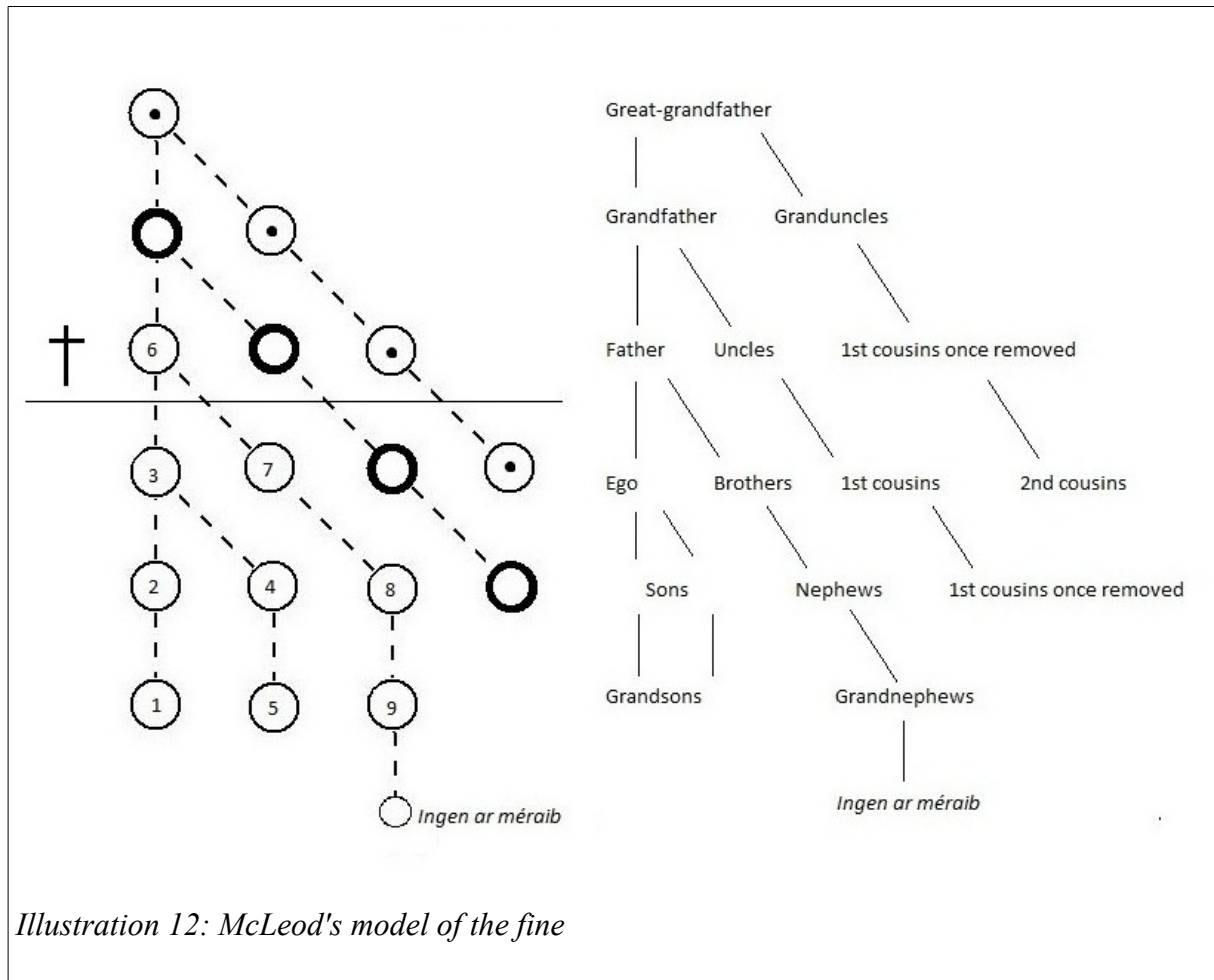 Great-grandfather
Grandfather Granduncles
6 Father Uncles 1st cousins once removed
3 7 Ego Brothers 1st cousins 2nd cousins
2 4 8 Sons Nephews 1st cousins once removed
1 5 9 Grandsons Grandnephews
Ingen ar méraib Ingen ar méraib
Illustration 12: McLeod's model of the fine